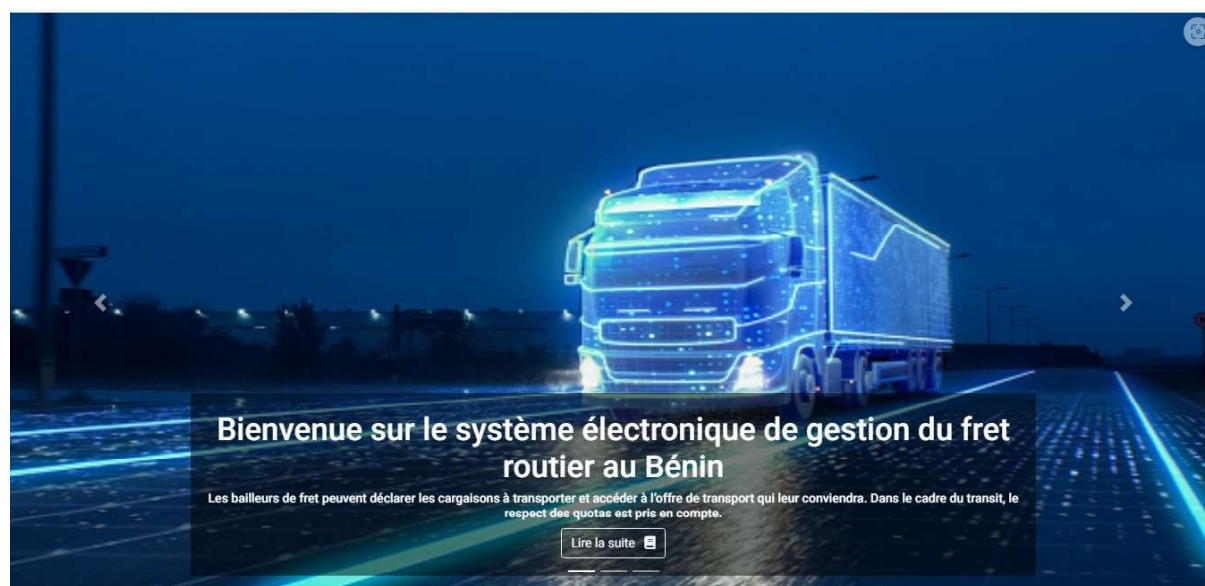 Bienvenue sur le système électronique de gestion du fret
routier au Bénin
Les bailleurs de fret peuvent déclarer les cargaisons à transporter et accéder à l'offre de transport qui leur conviendra. Dans le cadre du transit, le
respect des quotas est pris en compte.
Lire la suite